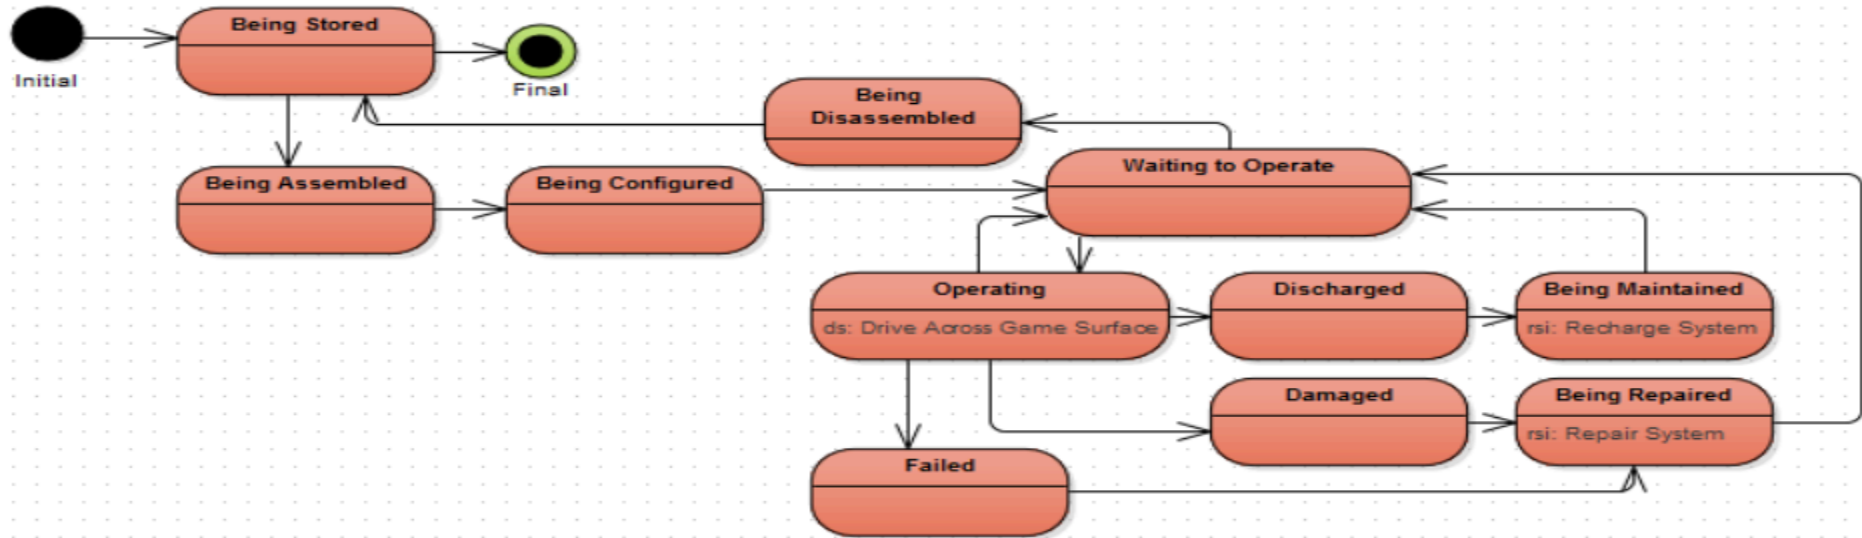 Being Stored
Initial
Final
Being
Disassembled
Waiting to Operate
Being Assembled
Being Configured
Operating
ds: Drive Across Game Surface
Discharged
Being Maintained
rsi: Recharge System
Damaged
Being Repaired
rsi: Repair System
Failed